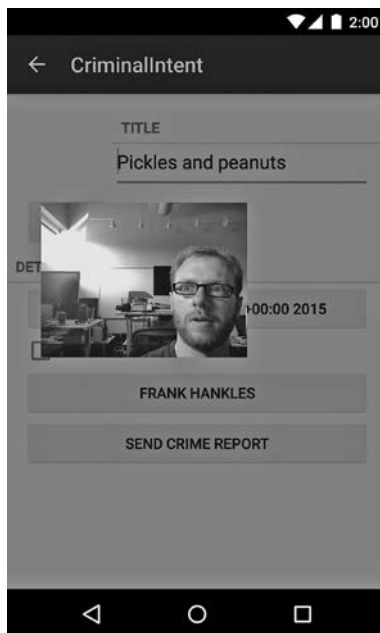 2:00
CriminalIntent
TITLE
Pickles and peanuts
DET
+00:00 2015
FRANK HANKLES
SEND CRIME REPORT